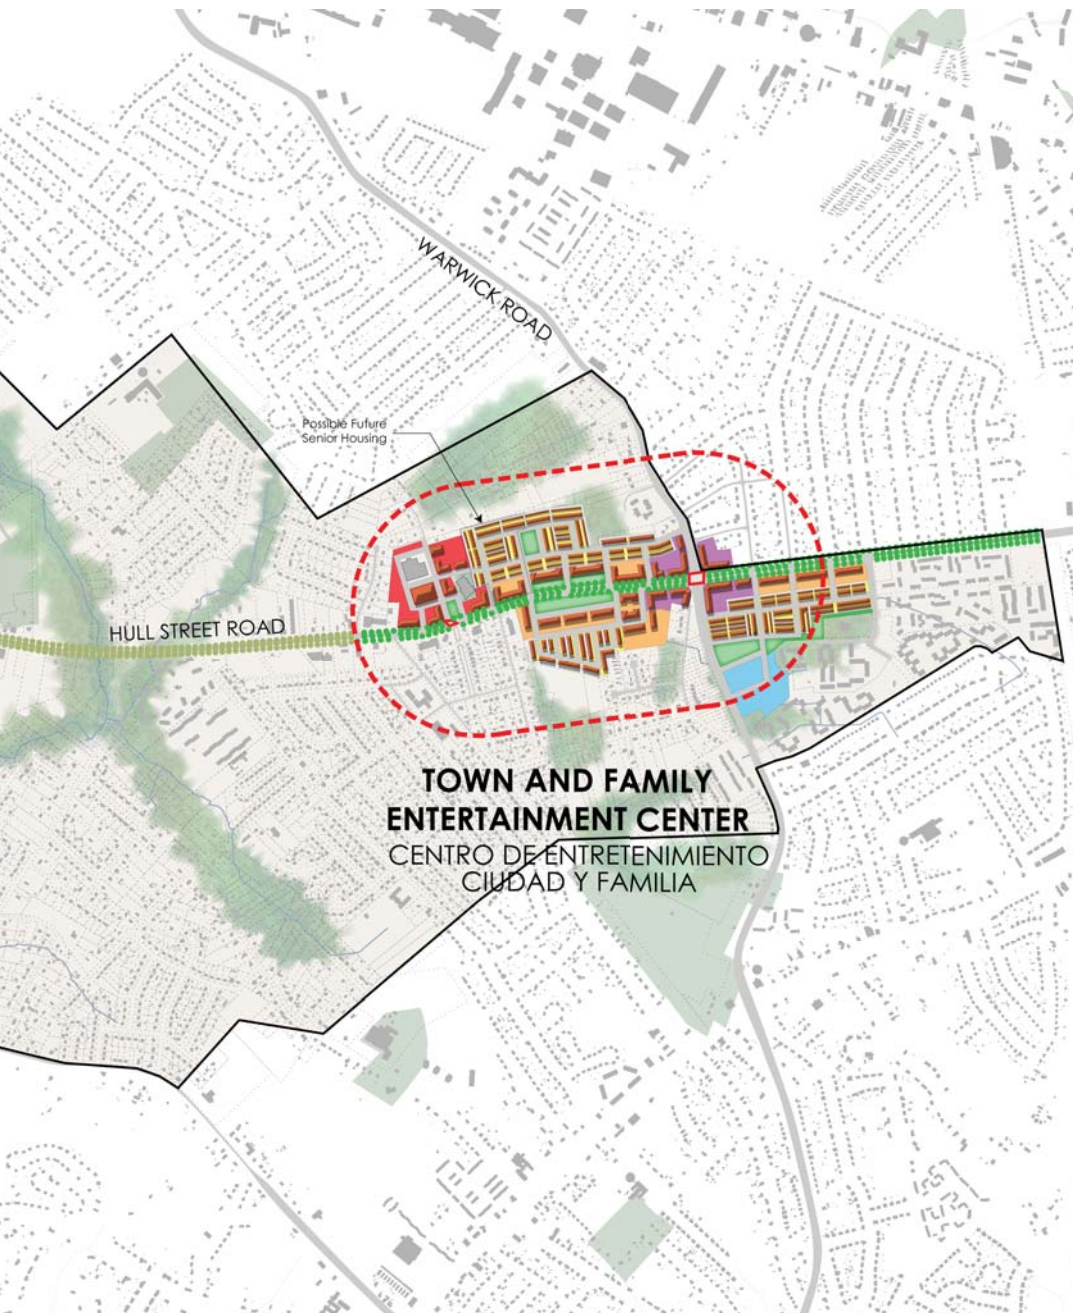 WARWICK ROAD
Possible Future
Senior Housing
HULL STREET ROAD
TOWN AND FAMILY
ENTERTAINMENT CENTER
CENTRO DE ENTRETENIMIENTO
CIUDAD Y FAMILIA